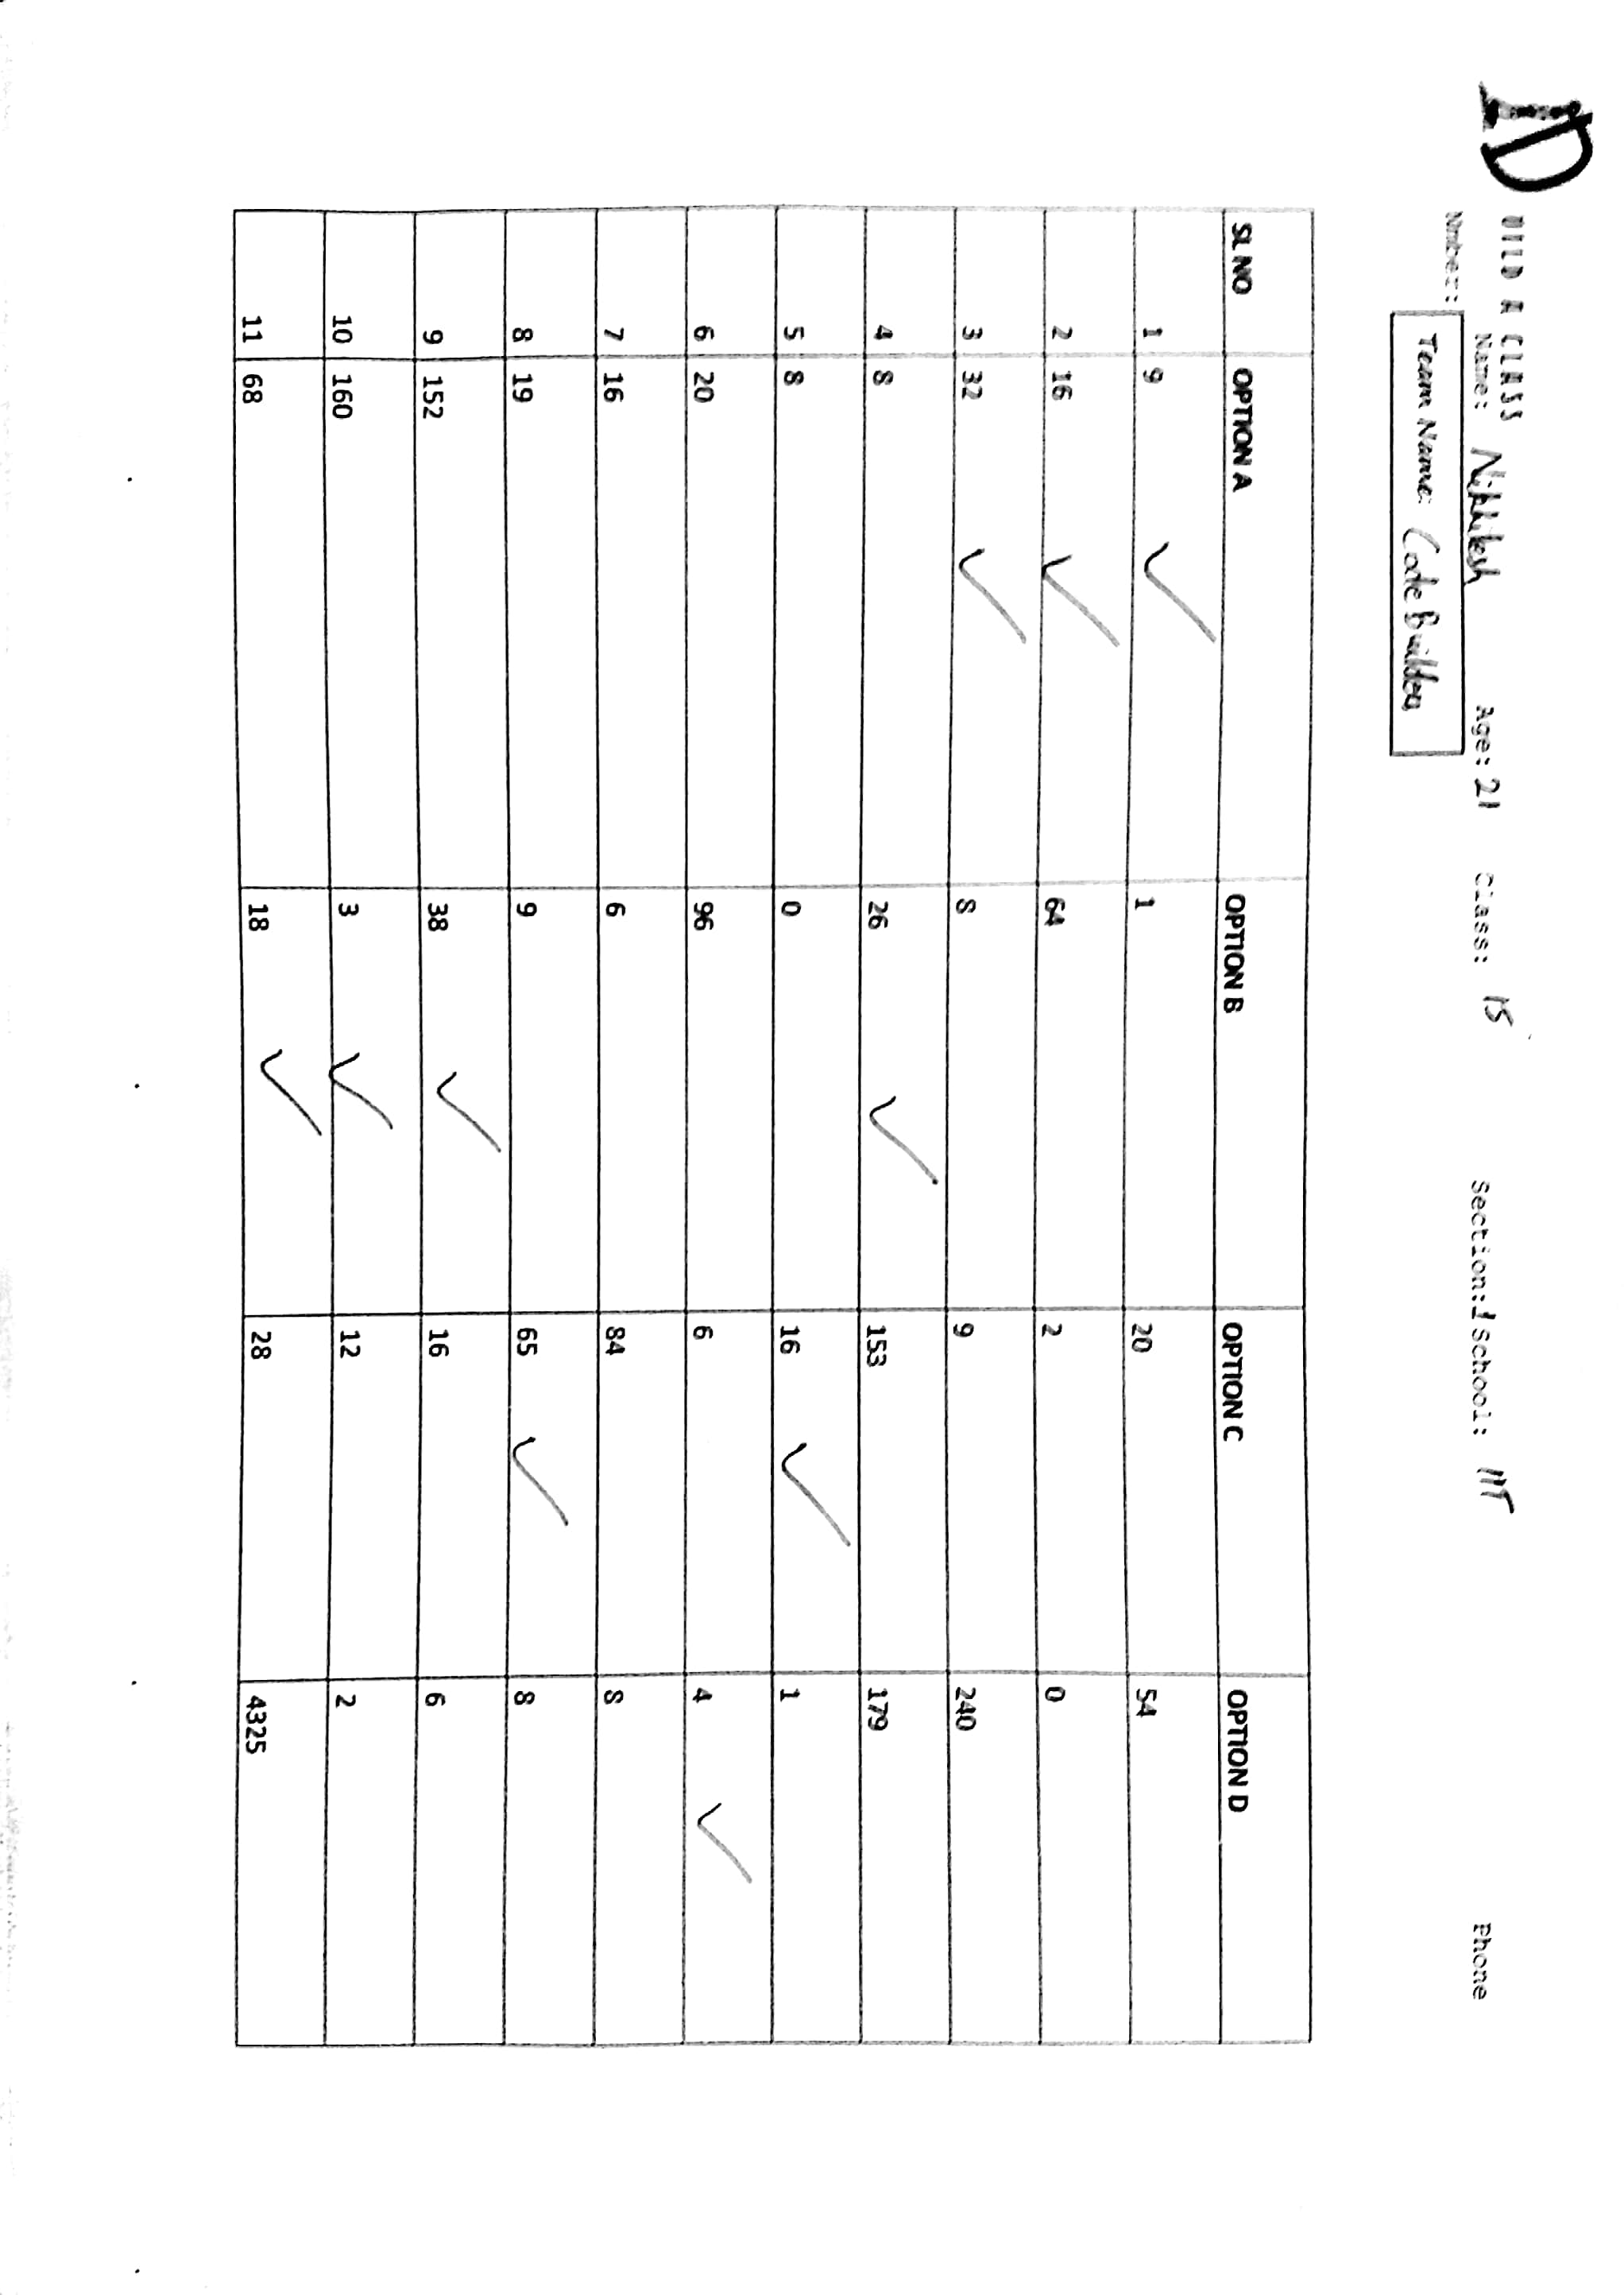 UILD A CLASS
Name: Nikhilesh Age: 21 Class: 15 Section:1 School: IIT Phone
Nmber:
Team Name: Code Builders
SL NO OPTION A OPTION B OPTION C OPTION D
1 9 1 20 54
2 16 64 2 0
3 32 8 9 240
4 8 26 153 179
5 8 0 16 1
6 20 96 6 4
7 16 6 84 8
8 19 9 65 8
9 152 38 16 6
10 160 3 12 2
11 68 18 28 4325